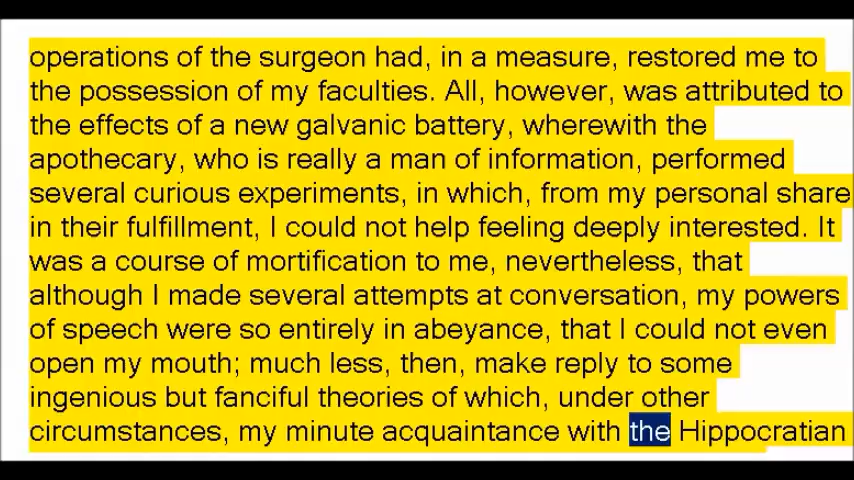 operations of the surgeon had, in a measure, restored me to
the possession of my faculties. All, however, was attributed to
the effects of a new galvanic battery, wherewith the
apothecary, who is really a man of information, performed
several curious experiments, in which, from my personal share
in their fulfillment, I could not help feeling deeply interested. It
was a course of mortification to me, nevertheless, that
although I made several attempts at conversation, my powers
of speech were so entirely in abeyance, that I could not even
open my mouth; much less, then, make reply to some
ingenious but fanciful theories of which, under other
circumstances, my minute acquaintance with the Hippocratian